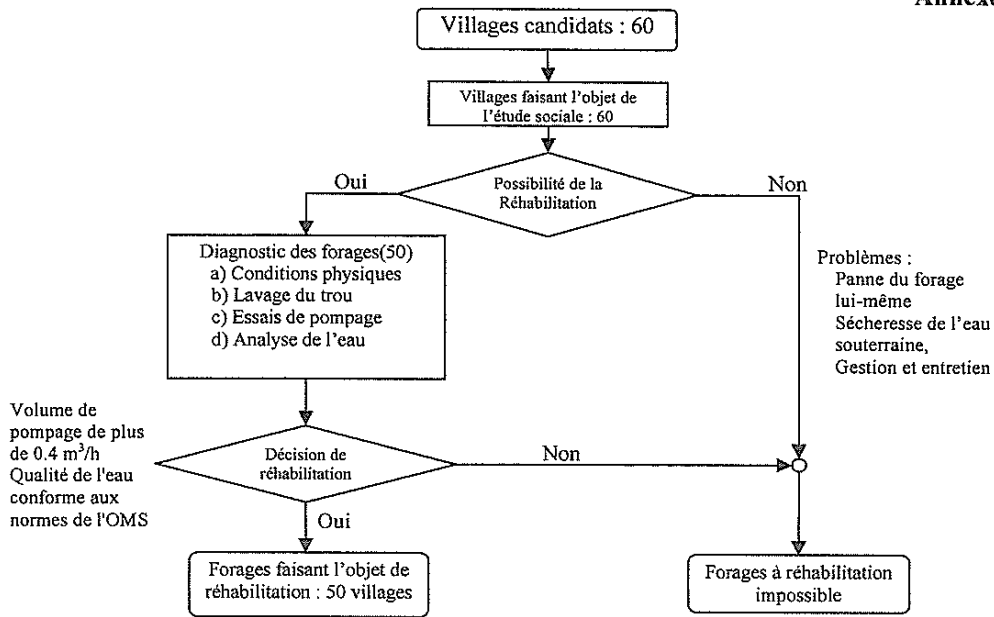 Villages candidats : 60
Villages faisant l'objet de
l'étude sociale : 60
Possibilité de la
Réhabilitation
Oui
Non
Diagnostic des forages(50)
a) Conditions physiques
b) Lavage du trou
c) Essais de pompage
d) Analyse de l'eau
Problèmes :
Panne du forage
lui-même
Sécheresse de l'eau
souterraine,
Gestion et entretien
Volume de
pompage de plus
de 0.4 m³/h
Qualité de l'eau
conforme aux
normes de l'OMS
Décision de
réhabilitation
Non
Oui
Forages faisant l'objet de
réhabilitation : 50 villages
Forages à réhabilitation
impossible